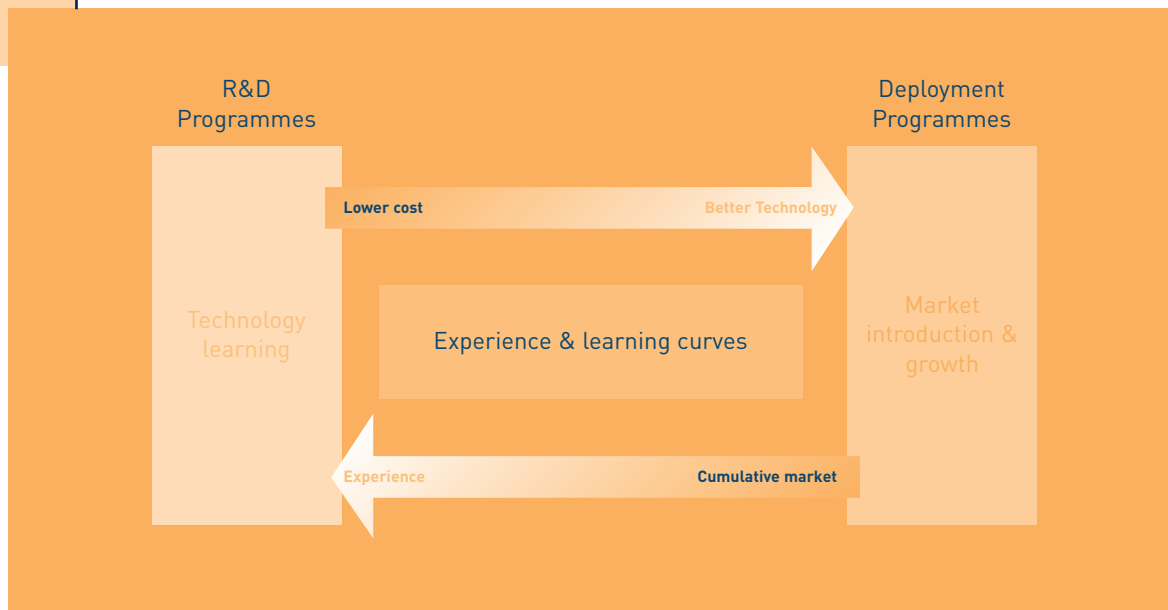 R&D
Programmes
Deployment
Programmes
Lower cost
Better Technology
Technology
learning
Experience & learning curves
Market
introduction &
growth
Experience
Cumulative market